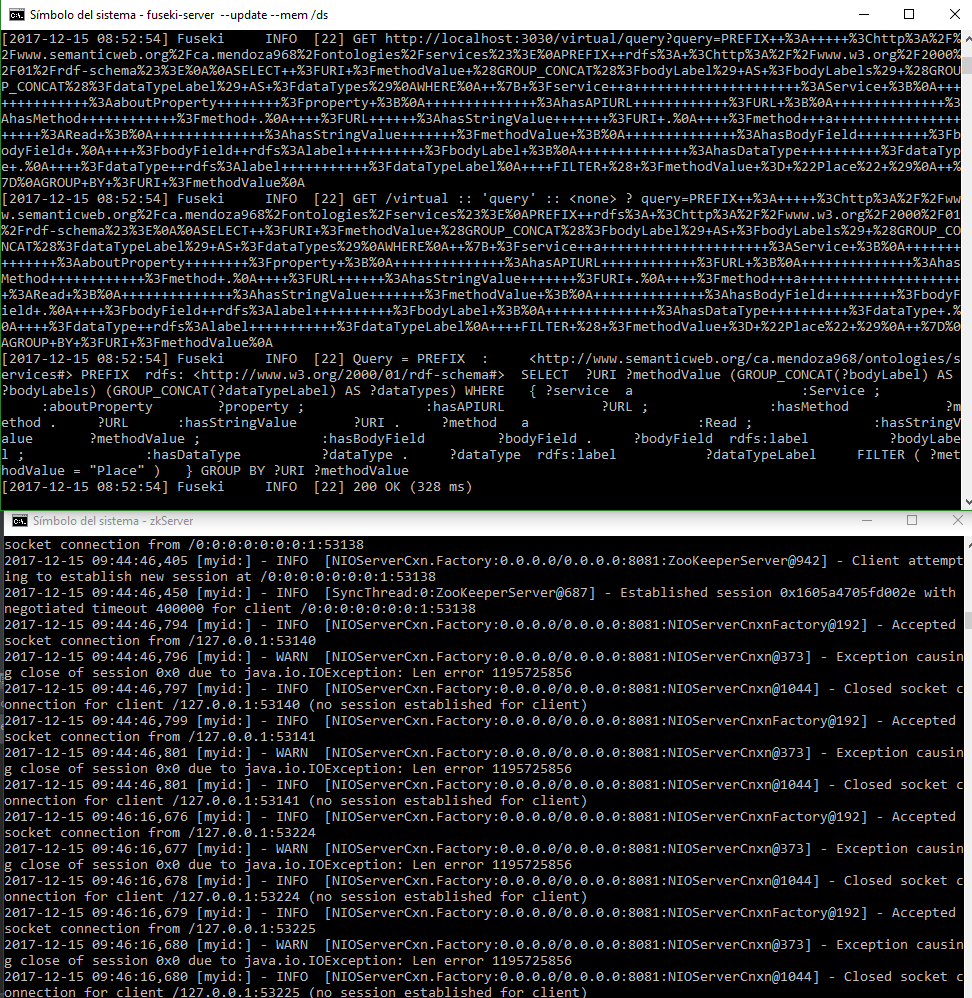 Símbolo del sistema - fuseki-server  --update --mem /ds
[2017-12-15 08:52:54] Fuseki     INFO  [22] GET http://localhost:3030/virtual/query?query=PREFIX++%3A+++++%3Chttp%3A%2F%
2Fwww.semanticweb.org%2Fca.mendoza968%2Fontologies%2Fservices%23%3E%0APREFIX++rdfs%3A+%3Chttp%3A%2F%2Fwww.w3.org%2F2000%
2F01%2Frdf-schema%23%3E%0A%0ASELECT++%3FURI+%3FmethodValue+%28GROUP_CONCAT%28%3FbodyLabel%29+AS+%3FbodyLabels%29+%28GROU
P_CONCAT%28%3FdataTypeLabel%29+AS+%3FdataTypes%29%0AWHERE%0A++%7B+%3Fservice++a+++++++++++++++++++++%3AService+%3B%0A+++
+++++++++++%3AaboutProperty++++++++%3Fproperty+%3B%0A++++++++++++++%3AhasAPIURL++++++++++++%3FURL+%3B%0A++++++++++++++%3
AhasMethod++++++++++++%3Fmethod+.%0A++++%3FURL++++++%3AhasStringValue+++++++%3FURI+.%0A++++%3Fmethod+++a++++++++++++++++
+++++%3ARead+%3B%0A++++++++++++++%3AhasStringValue+++++++%3FmethodValue+%3B%0A++++++++++++++%3AhasBodyField+++++++++%3Fb
odyField+.%0A++++%3FbodyField++rdfs%3Alabel++++++++++%3FbodyLabel+%3B%0A++++++++++++++%3AhasDataType++++++++++%3FdataTyp
e+.%0A++++%3FdataType++rdfs%3Alabel+++++++++++%3FdataTypeLabel%0A++++FILTER+%28+%3FmethodValue+%3D+%22Place%22+%29%0A++%
7D%0AGROUP+BY+%3FURI+%3FmethodValue%0A
[2017-12-15 08:52:54] Fuseki     INFO  [22] GET /virtual :: 'query' :: <none> ? query=PREFIX++%3A+++++%3Chttp%3A%2F%2Fww
w.semanticweb.org%2Fca.mendoza968%2Fontologies%2Fservices%23%3E%0APREFIX++rdfs%3A+%3Chttp%3A%2F%2Fwww.w3.org%2F2000%2F01
%2Frdf-schema%23%3E%0A%0ASELECT++%3FURI+%3FmethodValue+%28GROUP_CONCAT%28%3FbodyLabel%29+AS+%3FbodyLabels%29+%28GROUP_CO
NCAT%28%3FdataTypeLabel%29+AS+%3FdataTypes%29%0AWHERE%0A++%7B+%3Fservice++a+++++++++++++++++++++%3AService+%3B%0A+++++++
+++++++%3AaboutProperty++++++++%3Fproperty+%3B%0A++++++++++++++%3AhasAPIURL++++++++++++%3FURL+%3B%0A++++++++++++++%3Ahas
Method++++++++++++%3Fmethod+.%0A++++%3FURL++++++%3AhasStringValue+++++++%3FURI+.%0A++++%3Fmethod+++a++++++++++++++++++++
+%3ARead+%3B%0A++++++++++++++%3AhasStringValue+++++++%3FmethodValue+%3B%0A++++++++++++++%3AhasBodyField+++++++++%3FbodyF
ield+.%0A++++%3FbodyField++rdfs%3Alabel++++++++++%3FbodyLabel+%3B%0A++++++++++++++%3AhasDataType++++++++++%3FdataType+.%
0A++++%3FdataType++rdfs%3Alabel+++++++++++%3FdataTypeLabel%0A++++FILTER+%28+%3FmethodValue+%3D+%22Place%22+%29%0A++%7D%0
AGROUP+BY+%3FURI+%3FmethodValue%0A
[2017-12-15 08:52:54] Fuseki     INFO  [22] Query = PREFIX  :     <http://www.semanticweb.org/ca.mendoza968/ontologies/s
ervices#> PREFIX  rdfs: <http://www.w3.org/2000/01/rdf-schema#>  SELECT  ?URI ?methodValue (GROUP_CONCAT(?bodyLabel) AS
?bodyLabels) (GROUP_CONCAT(?dataTypeLabel) AS ?dataTypes) WHERE   { ?service  a                     :Service ;
     :aboutProperty        ?property ;               :hasAPIURL            ?URL ;               :hasMethod            ?m
ethod .     ?URL      :hasStringValue       ?URI .     ?method   a                     :Read ;               :hasStringV
alue       ?methodValue ;               :hasBodyField         ?bodyField .     ?bodyField  rdfs:label          ?bodyLabe
l ;               :hasDataType          ?dataType .     ?dataType  rdfs:label           ?dataTypeLabel     FILTER ( ?met
hodValue = "Place" )   } GROUP BY ?URI ?methodValue
[2017-12-15 08:52:54] Fuseki     INFO  [22] 200 OK (328 ms)
Símbolo del sistema - zkServer
socket connection from /0:0:0:0:0:0:0:1:53138
2017-12-15 09:44:46,405 [myid:] - INFO  [NIOServerCxn.Factory:0.0.0.0/0.0.0.0:8081:ZooKeeperServer@942] - Client attempt
ing to establish new session at /0:0:0:0:0:0:0:1:53138
2017-12-15 09:44:46,450 [myid:] - INFO  [SyncThread:0:ZooKeeperServer@687] - Established session 0x1605a4705fd002e with
negotiated timeout 400000 for client /0:0:0:0:0:0:0:1:53138
2017-12-15 09:44:46,794 [myid:] - INFO  [NIOServerCxn.Factory:0.0.0.0/0.0.0.0:8081:NIOServerCnxnFactory@192] - Accepted
socket connection from /127.0.0.1:53140
2017-12-15 09:44:46,796 [myid:] - WARN  [NIOServerCxn.Factory:0.0.0.0/0.0.0.0:8081:NIOServerCnxn@373] - Exception causin
g close of session 0x0 due to java.io.IOException: Len error 1195725856
2017-12-15 09:44:46,797 [myid:] - INFO  [NIOServerCxn.Factory:0.0.0.0/0.0.0.0:8081:NIOServerCnxn@1044] - Closed socket c
onnection for client /127.0.0.1:53140 (no session established for client)
2017-12-15 09:44:46,799 [myid:] - INFO  [NIOServerCxn.Factory:0.0.0.0/0.0.0.0:8081:NIOServerCnxnFactory@192] - Accepted
socket connection from /127.0.0.1:53141
2017-12-15 09:44:46,801 [myid:] - WARN  [NIOServerCxn.Factory:0.0.0.0/0.0.0.0:8081:NIOServerCnxn@373] - Exception causin
g close of session 0x0 due to java.io.IOException: Len error 1195725856
2017-12-15 09:44:46,801 [myid:] - INFO  [NIOServerCxn.Factory:0.0.0.0/0.0.0.0:8081:NIOServerCnxn@1044] - Closed socket c
onnection for client /127.0.0.1:53141 (no session established for client)
2017-12-15 09:46:16,676 [myid:] - INFO  [NIOServerCxn.Factory:0.0.0.0/0.0.0.0:8081:NIOServerCnxnFactory@192] - Accepted
socket connection from /127.0.0.1:53224
2017-12-15 09:46:16,677 [myid:] - WARN  [NIOServerCxn.Factory:0.0.0.0/0.0.0.0:8081:NIOServerCnxn@373] - Exception causin
g close of session 0x0 due to java.io.IOException: Len error 1195725856
2017-12-15 09:46:16,678 [myid:] - INFO  [NIOServerCxn.Factory:0.0.0.0/0.0.0.0:8081:NIOServerCnxn@1044] - Closed socket c
onnection for client /127.0.0.1:53224 (no session established for client)
2017-12-15 09:46:16,679 [myid:] - INFO  [NIOServerCxn.Factory:0.0.0.0/0.0.0.0:8081:NIOServerCnxnFactory@192] - Accepted
socket connection from /127.0.0.1:53225
2017-12-15 09:46:16,680 [myid:] - WARN  [NIOServerCxn.Factory:0.0.0.0/0.0.0.0:8081:NIOServerCnxn@373] - Exception causin
g close of session 0x0 due to java.io.IOException: Len error 1195725856
2017-12-15 09:46:16,680 [myid:] - INFO  [NIOServerCxn.Factory:0.0.0.0/0.0.0.0:8081:NIOServerCnxn@1044] - Closed socket c
onnection for client /127.0.0.1:53225 (no session established for client)